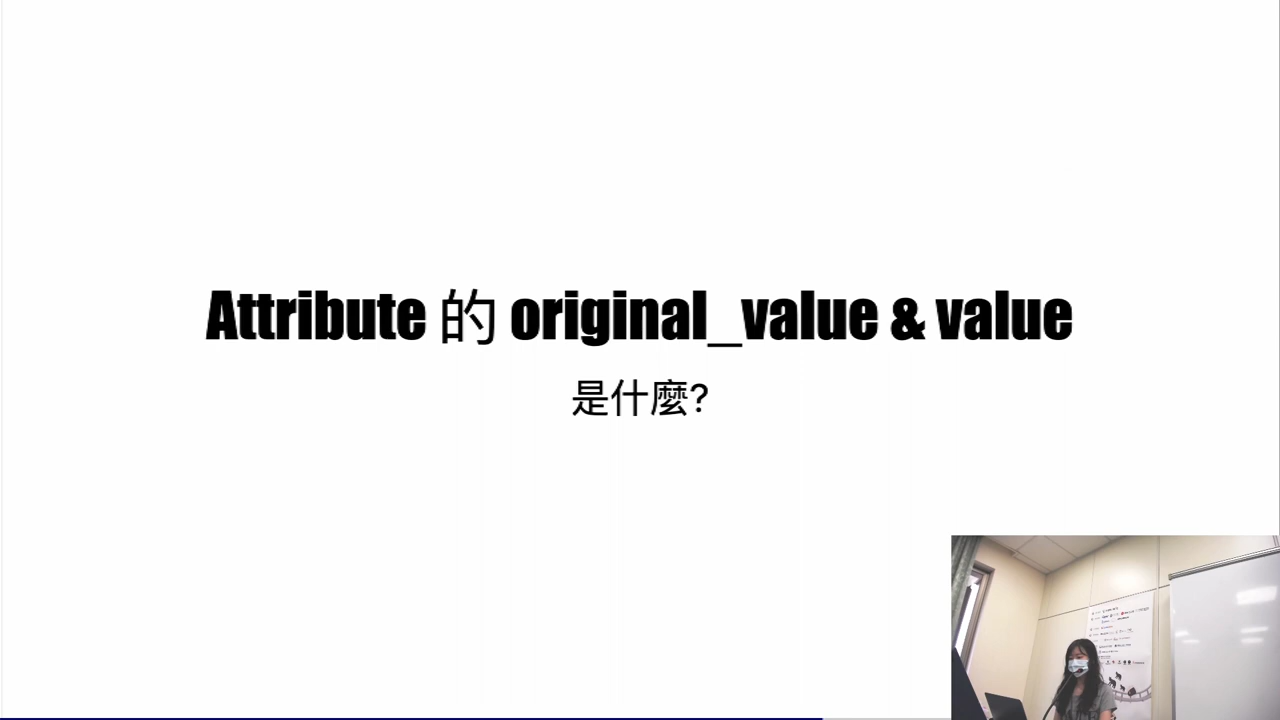 Attribute 的 original_value & value
是什麼?